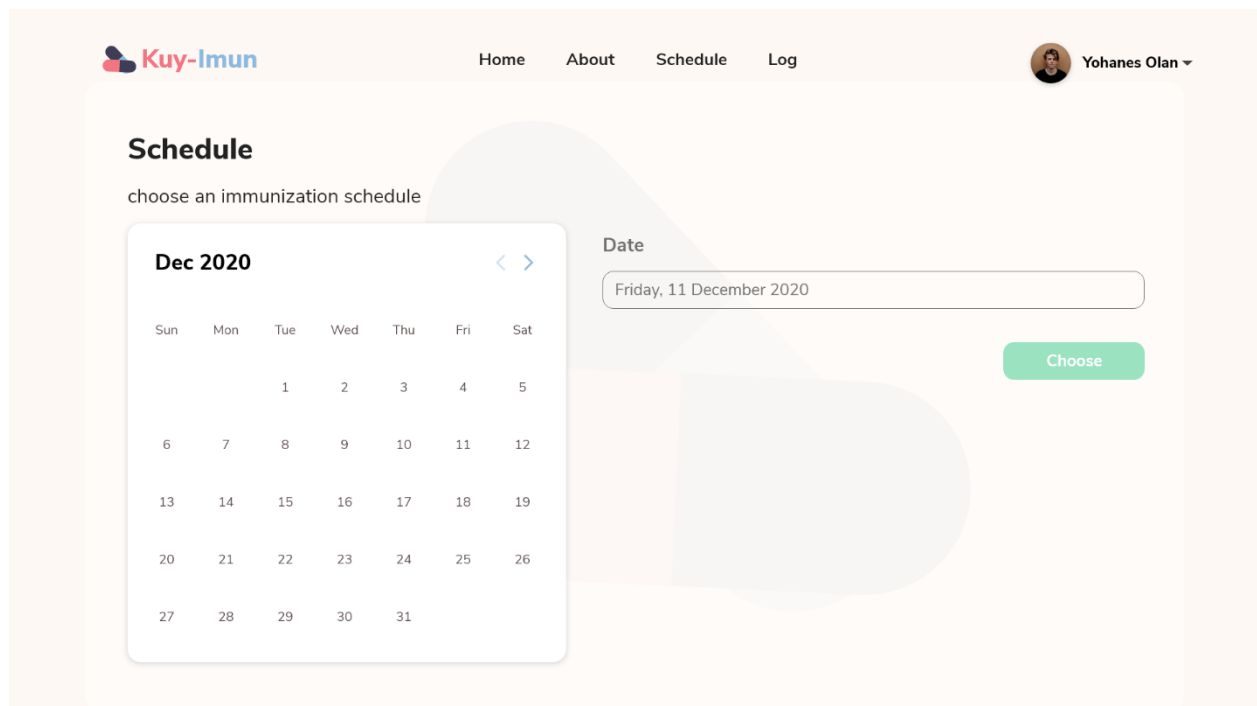 Kuy-Imun
Home About Schedule Log
Yohanes Olan
Schedule
choose an immunization schedule
Dec 2020
Sun Mon Tue Wed Thu Fri Sat
1 2 3 4 5
6 7 8 9 10 11 12
13 14 15 16 17 18 19
20 21 22 23 24 25 26
27 28 29 30 31
Date
Friday, 11 December 2020
Choose